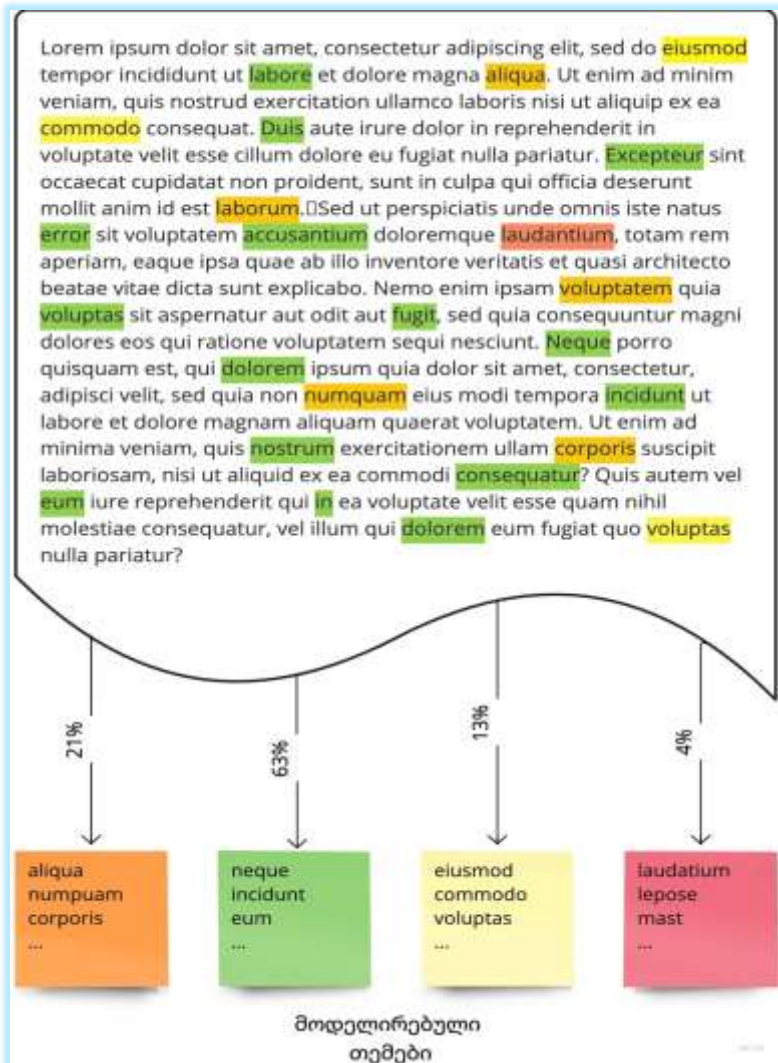 Lorem ipsum dolor sit amet, consectetur adipiscing elit, sed do eiusmod
tempor incididunt ut labore et dolore magna aliqua. Ut enim ad minim
veniam, quis nostrud exercitation ullamco laboris nisi ut aliquip ex ea
commodo consequat. Duis aute irure dolor in reprehenderit in
voluptate velit esse cillum dolore eu fugiat nulla pariatur. Excepteur sint
occaecat cupidatat non proident, sunt in culpa qui officia deserunt
mollit anim id est laborum.▯Sed ut perspiciatis unde omnis iste natus
error sit voluptatem accusantium doloremque laudantium, totam rem
aperiam, eaque ipsa quae ab illo inventore veritatis et quasi architecto
beatae vitae dicta sunt explicabo. Nemo enim ipsam voluptatem quia
voluptas sit aspernatur aut odit aut fugit, sed quia consequuntur magni
dolores eos qui ratione voluptatem sequi nesciunt. Neque porro
quisquam est, qui dolorem ipsum quia dolor sit amet, consectetur,
adipisci velit, sed quia non numquam eius modi tempora incidunt ut
labore et dolore magnam aliquam quaerat voluptatem. Ut enim ad
minima veniam, quis nostrum exercitationem ullam corporis suscipit
laboriosam, nisi ut aliquid ex ea commodi consequatur? Quis autem vel
eum iure reprehenderit qui in ea voluptate velit esse quam nihil
molestiae consequatur, vel illum qui dolorem eum fugiat quo voluptas
nulla pariatur?
21%
63%
13%
4%
aliqua
numpuam
corporis
...
neque
incidunt
eum
...
eiusmod
commodo
voluptas
...
laudatium
lepose
mast
...
მოდელირებული
თემები